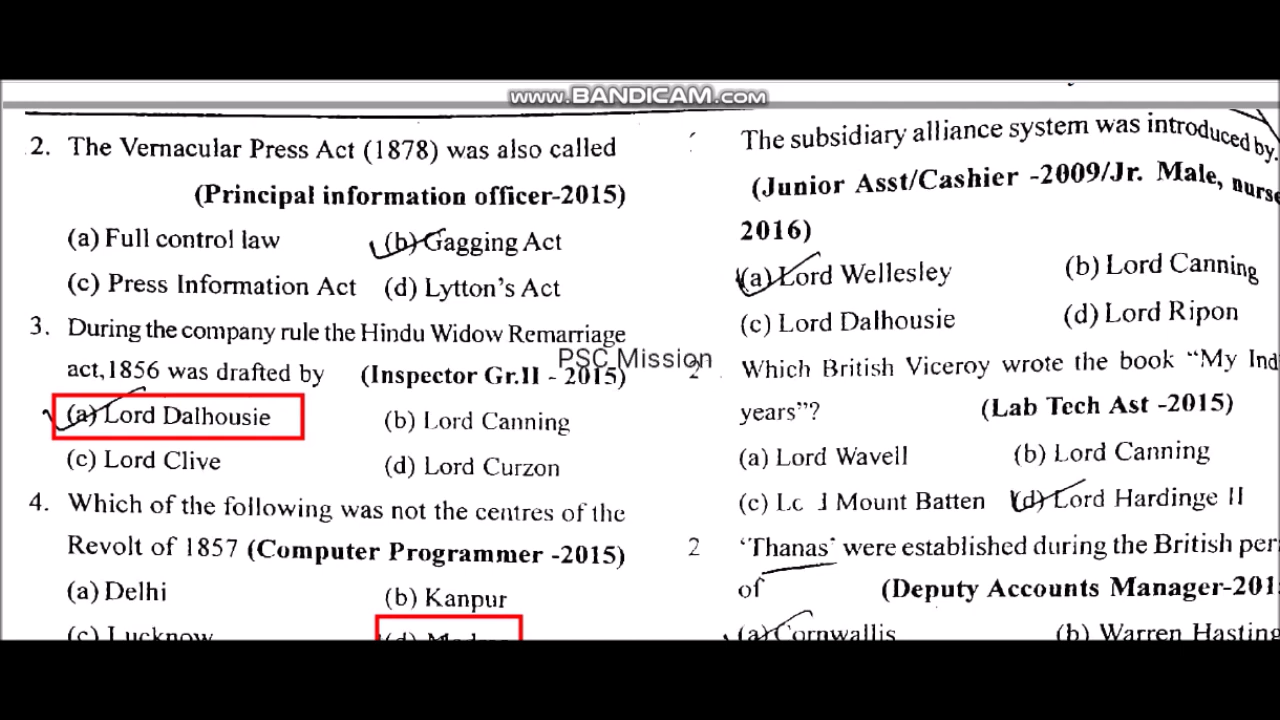 www.BANDICAM.com
2. The Vernacular Press Act (1878) was also called
(Principal information officer-2015)
(a) Full control law (b) Gagging Act
(c) Press Information Act (d) Lytton's Act
3. During the company rule the Hindu Widow Remarriage
act,1856 was drafted by (Inspector Gr.II - 2015)
(a) Lord Dalhousie (b) Lord Canning
(c) Lord Clive (d) Lord Curzon
4. Which of the following was not the centres of the
Revolt of 1857 (Computer Programmer -2015)
(a) Delhi (b) Kanpur
(c) Lucknow (d)
PSC Mission
The subsidiary alliance system was introduced by.
(Junior Asst/Cashier -2009/Jr. Male, nurse
2016)
(a) Lord Wellesley (b) Lord Canning
(c) Lord Dalhousie (d) Lord Ripon
2 Which British Viceroy wrote the book “My Ind
years”? (Lab Tech Ast -2015)
(a) Lord Wavell (b) Lord Canning
(c) Lc d Mount Batten (d) Lord Hardinge II
2 ‘Thanas’ were established during the British per
of (Deputy Accounts Manager-201
(a) Cornwallis (b) Warren Hasting